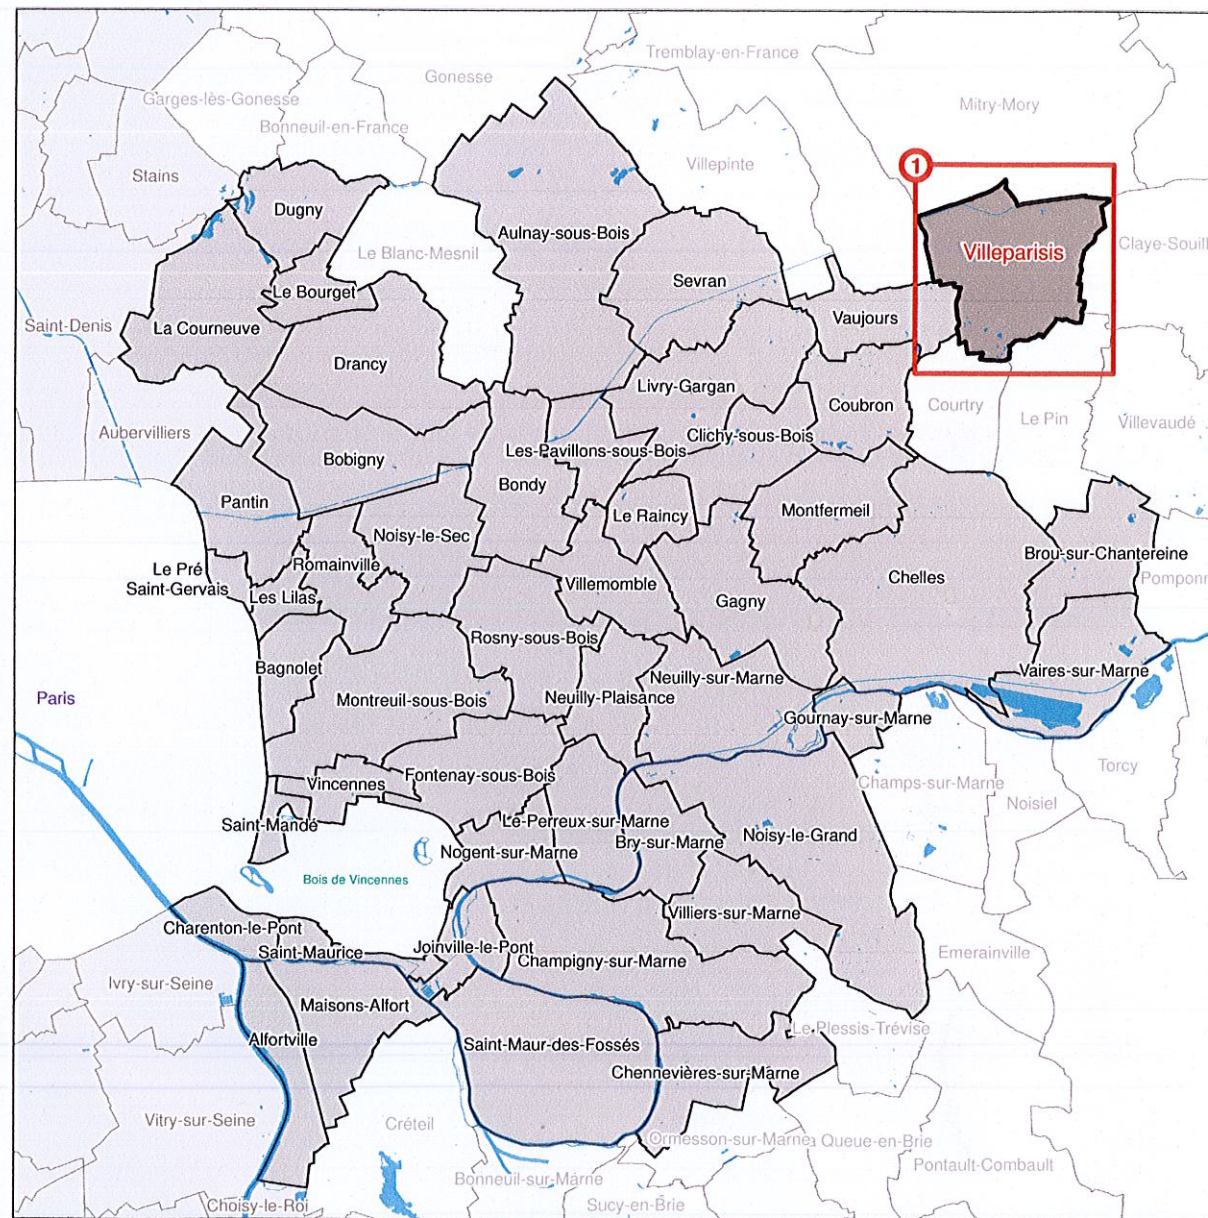 Tremblay-en-France
Gonesse
Garges-lès-Gonesse
Mitry-Mory
Bonneuil-en-France
Villepinte
Stains
1
Dugny
Aulnay-sous-Bois
Le Blanc-Mesnil
Villeparisis
Claye-Souill
Sevran
Le Bourget
Vaujours
Saint-Denis
La Courneuve
Drancy
Livry-Gargan
Coubron
Courtry
Le Pin
Villevaudé
Aubervilliers
Clichy-sous-Bois
Les-Pavillons-sous-Bois
Bobigny
Bondy
Pantin
Le Raincy
Montfermeil
Noisy-le-Sec
Brou-sur-Chantereine
Romainville
Le Pré
Saint-Gervais
Villemomble
Chelles
Pomponn
Les Lilas
Gagny
Rosny-sous-Bois
Bagnolet
Neuilly-sur-Marne
Vaires-sur-Marne
Paris
Montreuil-sous-Bois
Neuilly-Plaisance
Gournay-sur-Marne
Torcy
Fontenay-sous-Bois
Vincennes
Champs-sur-Marne
Noisiel
Saint-Mandé
Le-Perreux-sur-Marne
Noisy-le-Grand
Bry-sur-Marne
Nogent-sur-Marne
Bois de Vincennes
Villiers-sur-Marne
Charenton-le-Pont
Saint-Maurice
Joinville-le-Pont
Emerainville
Champigny-sur-Marne
Ivry-sur-Seine
Maisons-Alfort
Le Plessis-Trévise
Alfortville
Saint-Maur-des-Fossés
Chennevières-sur-Marne
Vitry-sur-Seine
Créteil
Ormesson-sur-Marne
Queue-en-Brie
Pontault-Combault
Bonneuil-sur-Marne
Choisy-le-Roi
Sucy-en-Brie